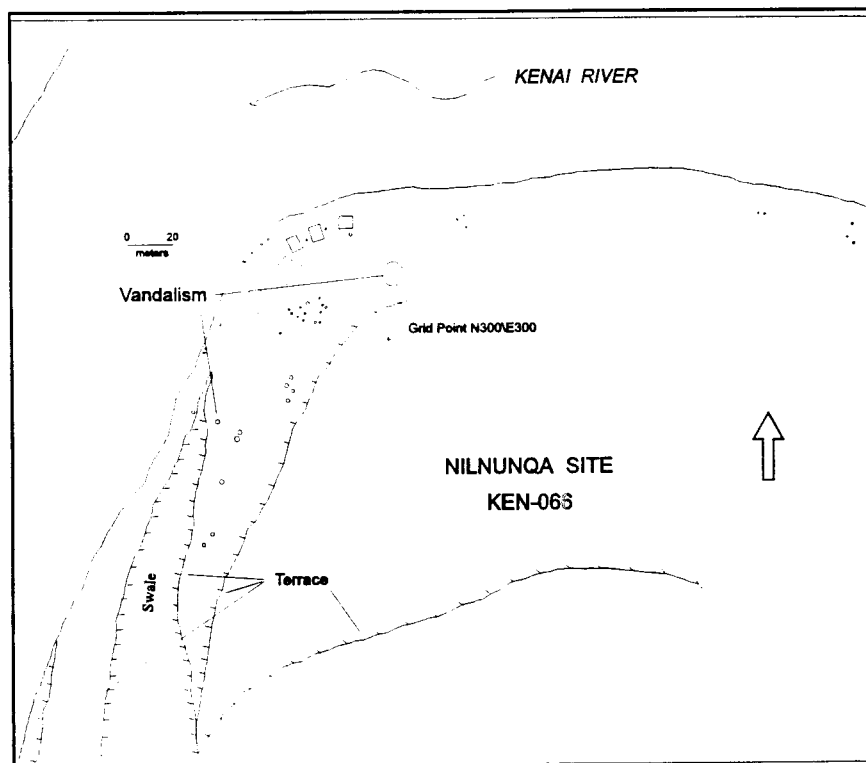 KENAI RIVER
0 20
meters
Vandalism
Grid Point N300\E300
NILNUNQA SITE
KEN-066
Swale
Terrace